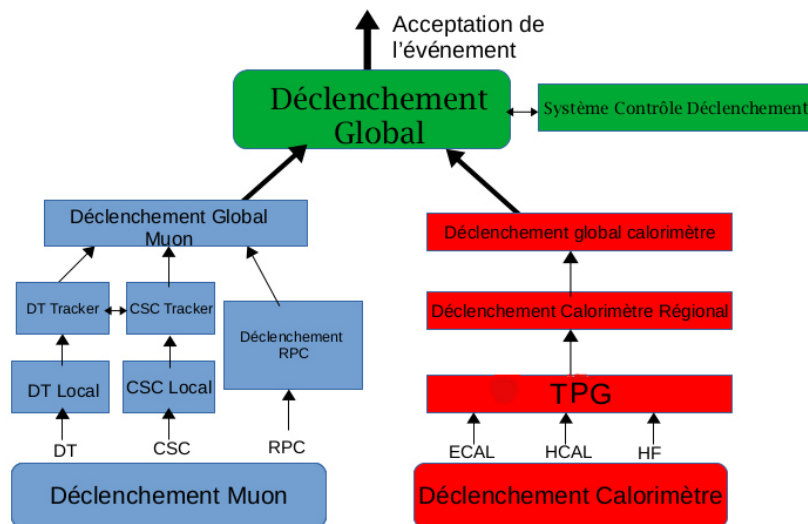 Acceptation de
l'événement
Déclenchement
Global
Système Contrôle Déclenchement
Déclenchement Global
Muon
Déclenchement global calorimètre
DT Tracker
CSC Tracker
Déclenchement
RPC
Déclenchement Calorimètre Régional
DT Local
CSC Local
TPG
DT
CSC
RPC
ECAL
HCAL
HF
Déclenchement Muon
Déclenchement Calorimètre